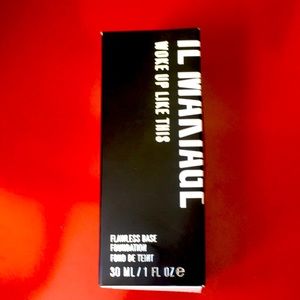 IL MAKIAGE
WOKE UP LIKE THIS
FLAWLESS BASE
FOUNDATION
FOND DE TEINT
30 ML / 1 FL OZ℮